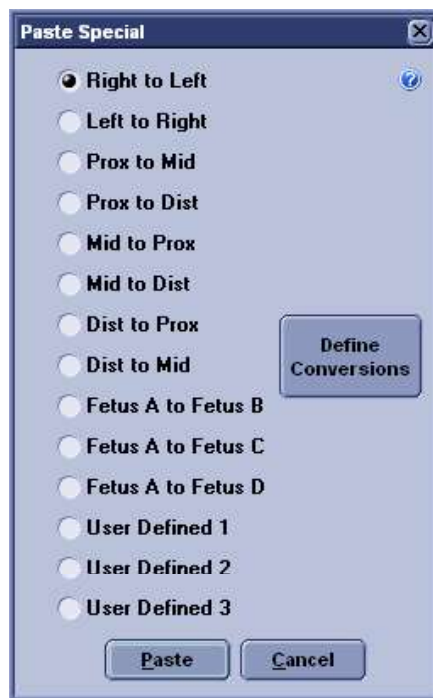 Paste Special
Right to Left
Left to Right
Prox to Mid
Prox to Dist
Mid to Prox
Mid to Dist
Dist to Prox
Dist to Mid
Define
Conversions
Fetus A to Fetus B
Fetus A to Fetus C
Fetus A to Fetus D
User Defined 1
User Defined 2
User Defined 3
Paste Cancel